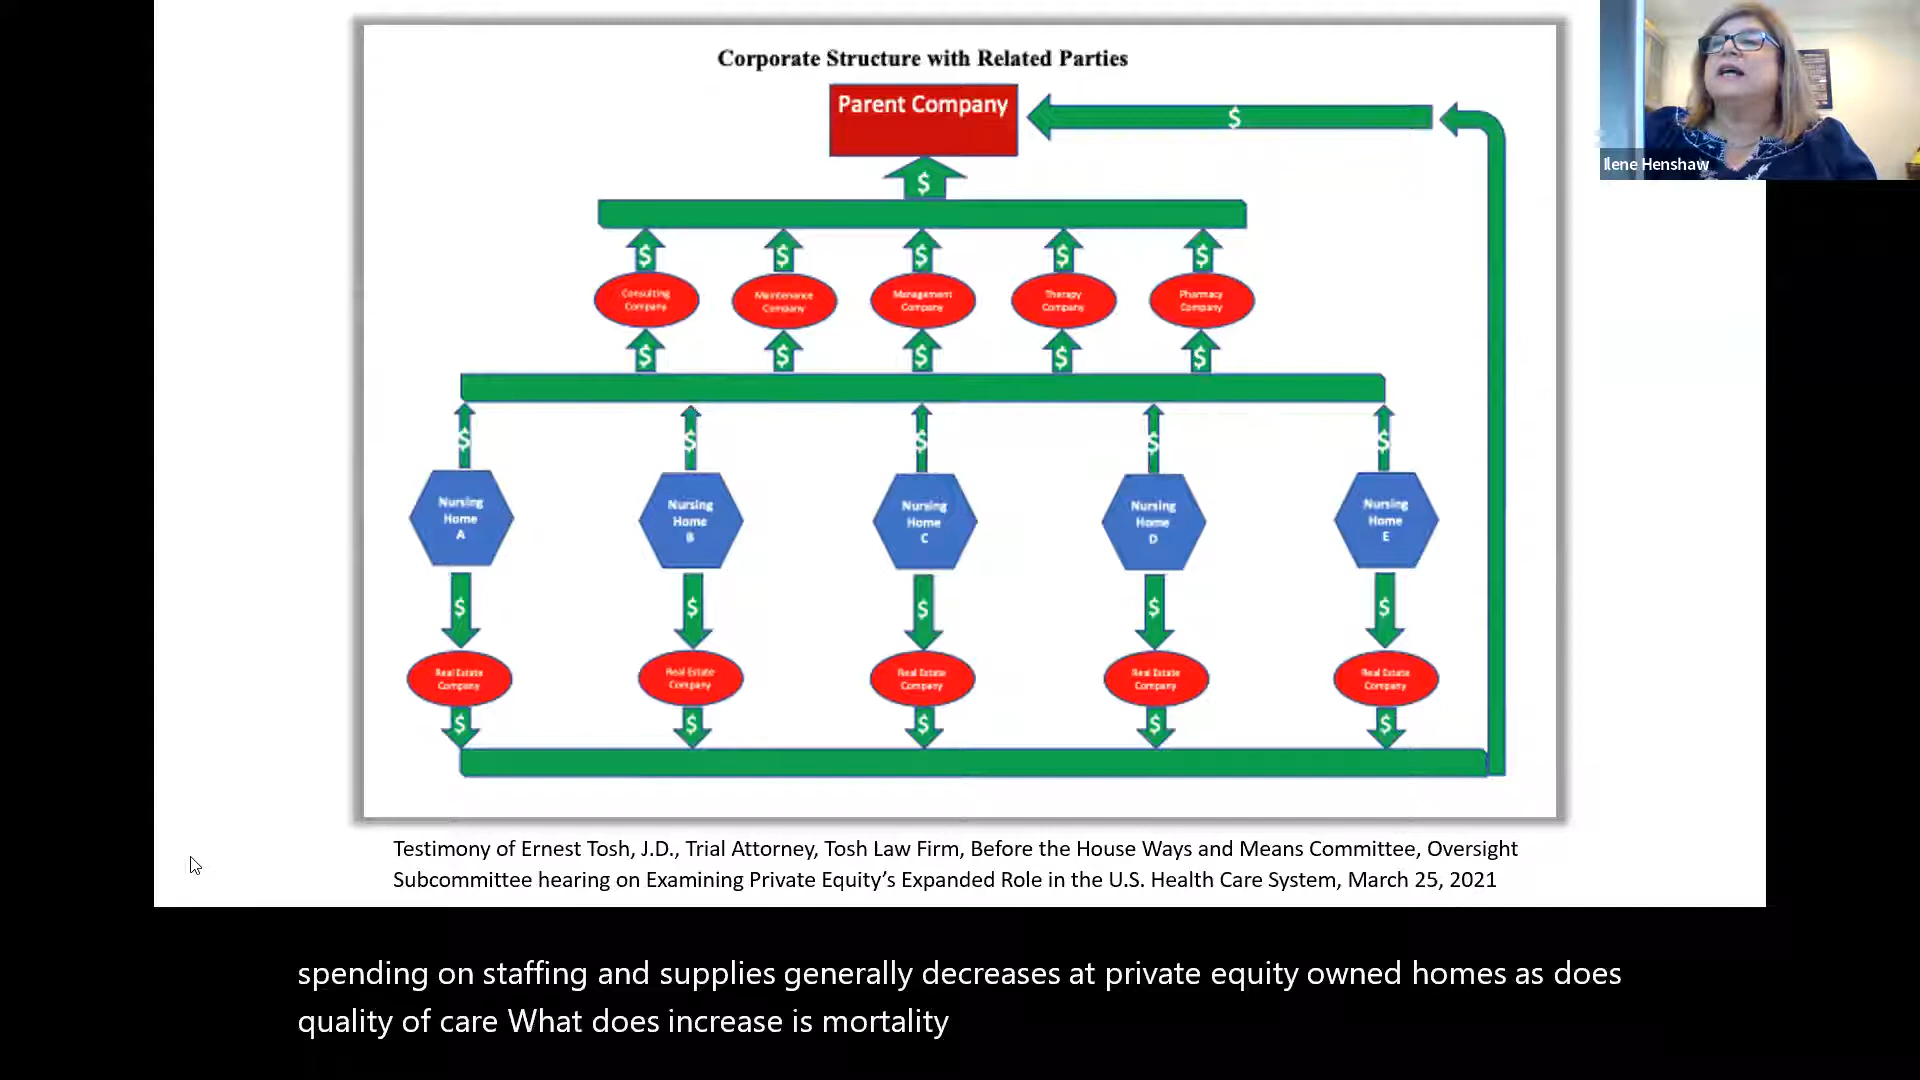 Corporate Structure with Related Parties
Parent Company
$
$
Ilene Henshaw
$ $ $ $ $
Consulting
Company
Maintenance
Company
Management
Company
Therapy
Company
Pharmacy
Company
$ $ $ $ $
$ $ $ $ $
Nursing
Home
A
Nursing
Home
B
Nursing
Home
C
Nursing
Home
D
Nursing
Home
E
$ $ $ $ $
Real Estate
Company
Real Estate
Company
Real Estate
Company
Real Estate
Company
Real Estate
Company
$ $ $ $ $
Testimony of Ernest Tosh, J.D., Trial Attorney, Tosh Law Firm, Before the House Ways and Means Committee, Oversight
Subcommittee hearing on Examining Private Equity’s Expanded Role in the U.S. Health Care System, March 25, 2021
spending on staffing and supplies generally decreases at private equity owned homes as does
quality of care What does increase is mortality